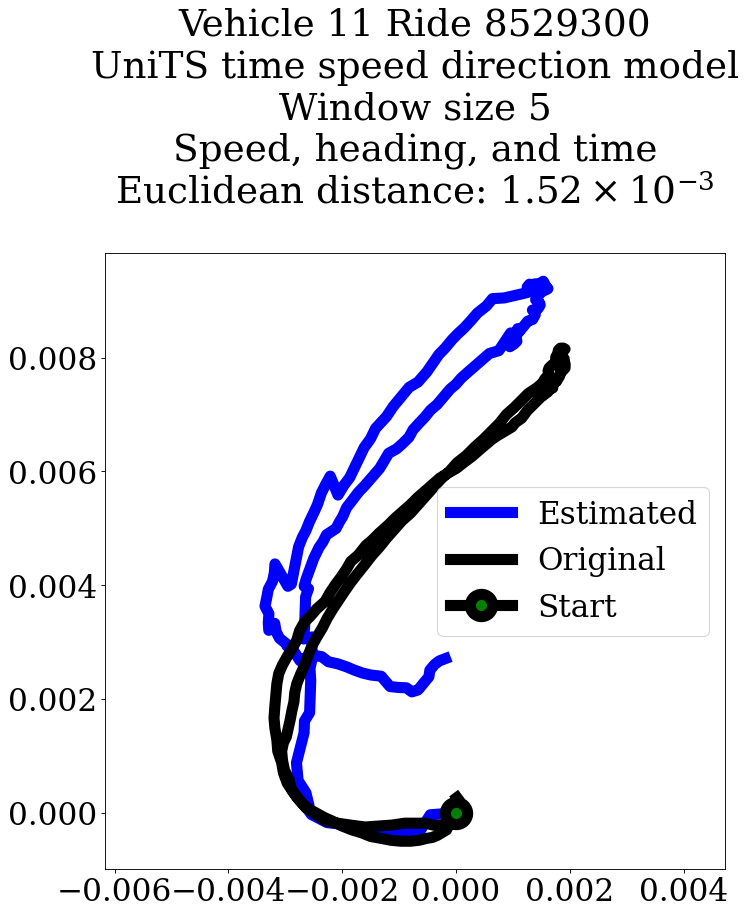 Vehicle 11 Ride 8529300
UniTS time speed direction model
Window size 5
Speed, heading, and time
Euclidean distance: 1.52 × 10⁻³
0.008
0.006
Estimated
Original
0.004
Start
0.002
0.000
−0.006 −0.004 −0.002 0.000 0.002 0.004